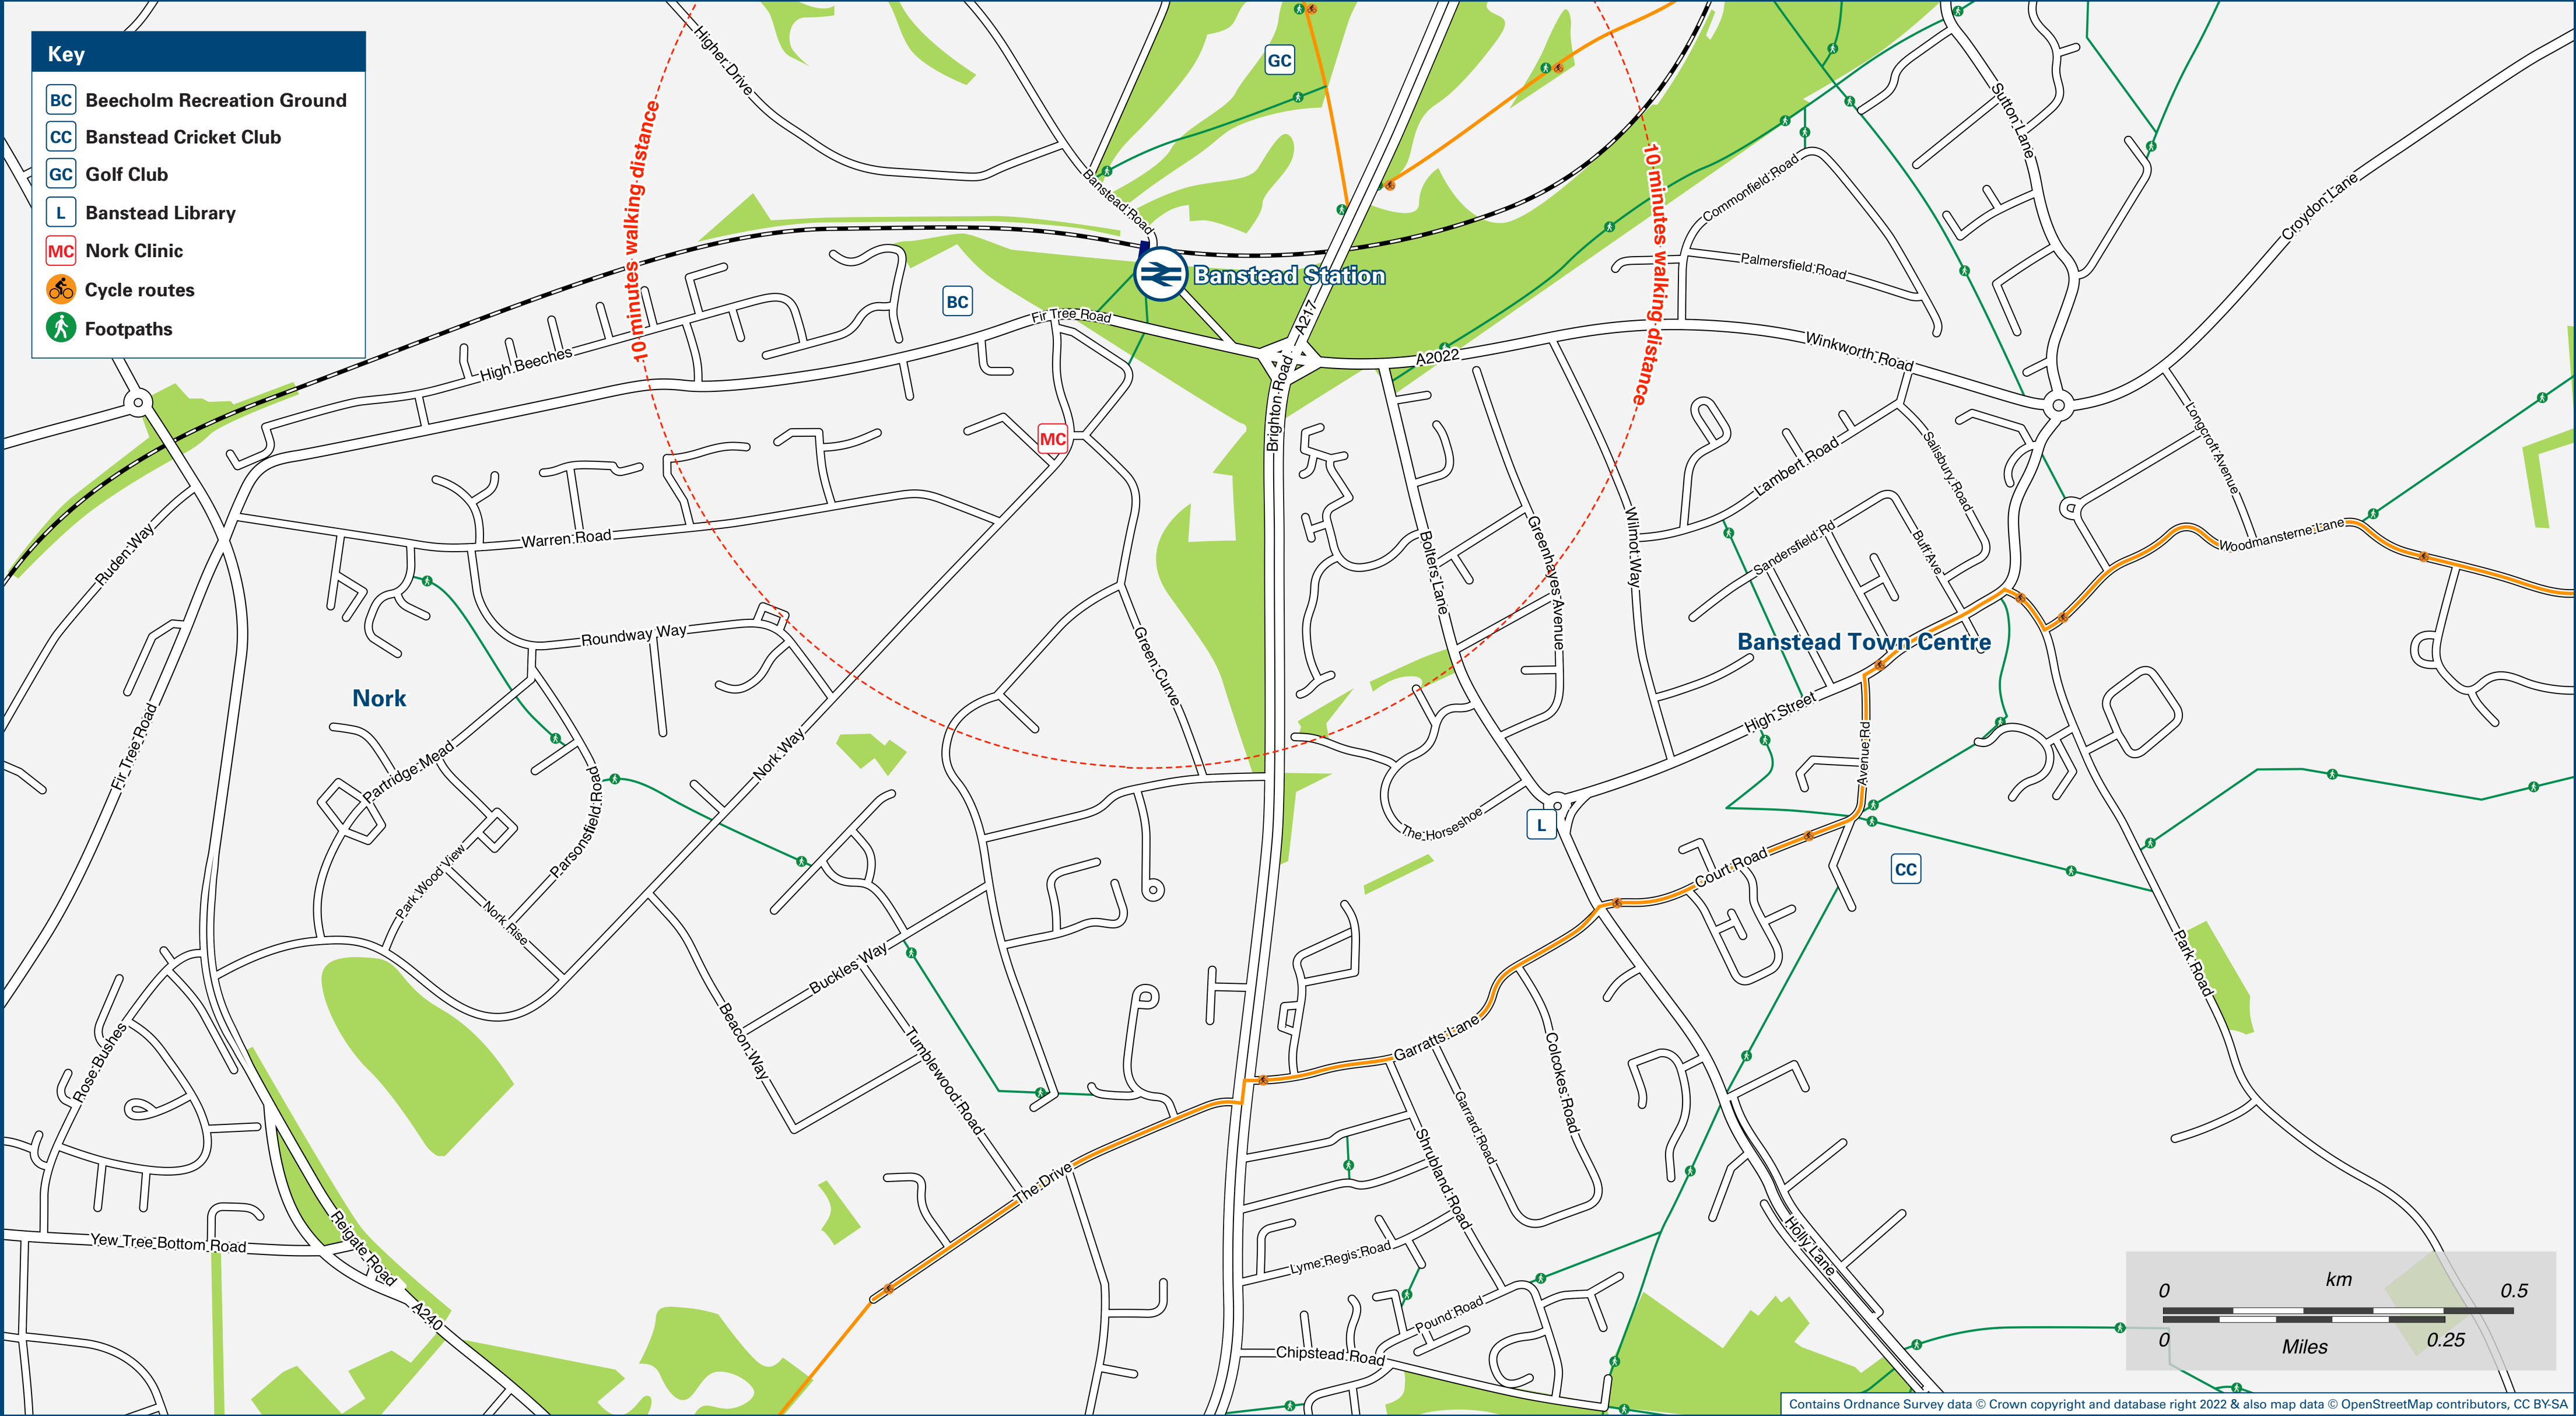 Key
BC Beecholm Recreation Ground
CC Banstead Cricket Club
GC Golf Club
L Banstead Library
MC Nork Clinic
Cycle routes
Footpaths
Higher Drive
GC
10 minutes walking distance
10 minutes walking distance
Banstead Road
Banstead Station
BC
Fir Tree Road
A217
A2022
Brighton Road
High Beeches
MC
Sutton Lane
Commonfield Road
Palmersfield Road
Croydon Lane
Winkworth Road
Longcroft Avenue
Lambert Road
Salisbury Road
Sandersfield Rd
Buff Ave
Woodmansterne Lane
Wilmot Way
Greenhayes Avenue
Bolters Lane
Banstead Town Centre
High Street
Avenue Rd
The Horseshoe
L
CC
Court Road
Park Road
Ruden Way
Warren Road
Roundway Way
Nork
Fir Tree Road
Partridge Mead
Parsonsfield Road
Park Wood View
Nork Rise
Nork Way
Green Curve
Buckles Way
Beacon Way
Tumblewood Road
The Drive
Garratts Lane
Colcokes Road
Garrard Road
Shrubland Road
Lyme Regis Road
Pound Road
Chipstead Road
Holly Lane
Rose Bushes
Yew Tree Bottom Road
Reigate Road
A240
0 km 0.5
0 Miles 0.25
Contains Ordnance Survey data © Crown copyright and database right 2022 & also map data © OpenStreetMap contributors, CC BY-SA